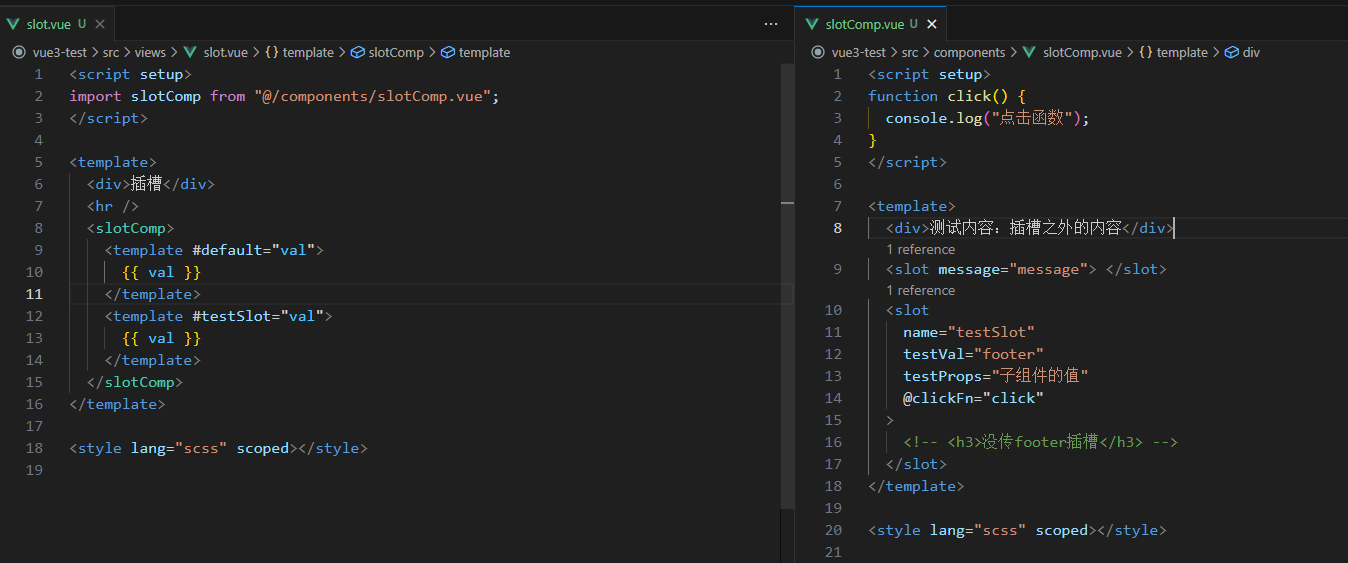 slot.vue U
vue3-test > src > views > slot.vue > {} template > slotComp > template
1 <script setup>
2 import slotComp from "@/components/slotComp.vue";
3 </script>
4
5 <template>
6 <div>插槽</div>
7 <hr />
8 <slotComp>
9 <template #default="val">
10 {{ val }}
11 </template>
12 <template #testSlot="val">
13 {{ val }}
14 </template>
15 </slotComp>
16 </template>
17
18 <style lang="scss" scoped></style>
19
slotComp.vue U
vue3-test > src > components > slotComp.vue > {} template > div
1 <script setup>
2 function click() {
3 console.log("点击函数");
4 }
5 </script>
6
7 <template>
8 <div>测试内容：插槽之外的内容</div>
1 reference
9 <slot message="message"> </slot>
1 reference
10 <slot
11 name="testSlot"
12 testVal="footer"
13 testProps="子组件的值"
14 @clickFn="click"
15 >
16 <!-- <h3>没传footer插槽</h3> -->
17 </slot>
18 </template>
19
20 <style lang="scss" scoped></style>
21